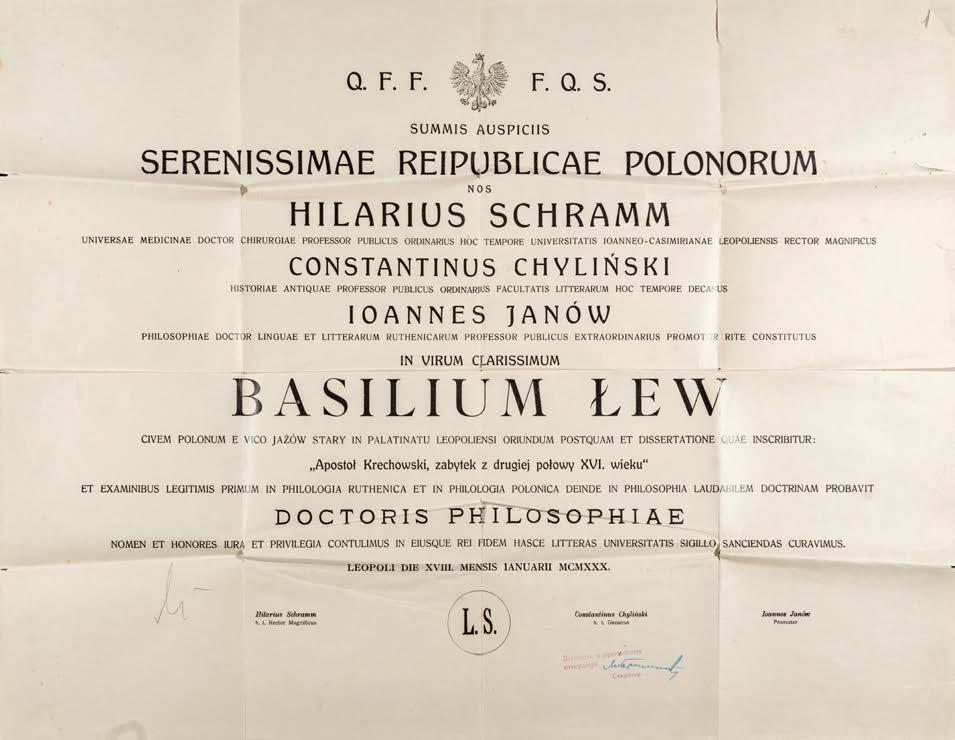 Q. F. F. F. Q. S.
SUMMIS AUSPICIIS
SERENISSIMAE REIPUBLICAE POLONORUM
NOS
HILARIUS SCHRAMM
UNIVERSAE MEDICINAE DOCTOR CHIRURGIAE PROFESSOR PUBLICUS ORDINARIUS HOC TEMPORE UNIVERSITATIS IOANNEO-CASIMIRIANAE LEOPOLIENSIS RECTOR MAGNIFICUS
CONSTANTINUS CHYLIŃSKI
HISTORIAE ANTIQUAE PROFESSOR PUBLICUS ORDINARIUS FACULTATIS LITTERARUM HOC TEMPORE DECANUS
IOANNES JANÓW
PHILOSOPHIAE DOCTOR LINGUAE ET LITTERARUM RUTHENICARUM PROFESSOR PUBLICUS EXTRAORDINARIUS PROMOTOR RITE CONSTITUTUS
IN VIRUM CLARISSIMUM
BASILIUM ŁEW
CIVEM POLONUM E VICO JAŻÓW STARY IN PALATINATU LEOPOLIENSI ORIUNDUM POSTQUAM ET DISSERTATIONE QUAE INSCRIBITUR:
„Apostoł Krechowski, zabytek z drugiej połowy XVI. wieku“
ET EXAMINIBUS LEGITIMIS PRIMUM IN PHILOLOGIA RUTHENICA ET IN PHILOLOGIA POLONICA DEINDE IN PHILOSOPHIA LAUDABILEM DOCTRINAM PROBAVIT
DOCTORIS PHILOSOPHIAE
NOMEN ET HONORES IURA ET PRIVILEGIA CONTULIMUS IN EIUSQUE REI FIDEM HASCE LITTERAS UNIVERSITATIS SIGILLO SANCIENDAS CURAVIMUS.
LEOPOLI DIE XVIII. MENSIS IANUARII MCMXXX.
Hilarius Schramm
h. t. Rector Magnificus
L. S.
Constantinus Chyliński
h. t. Decanus
Ioannes Janów
Promotor
Секретар